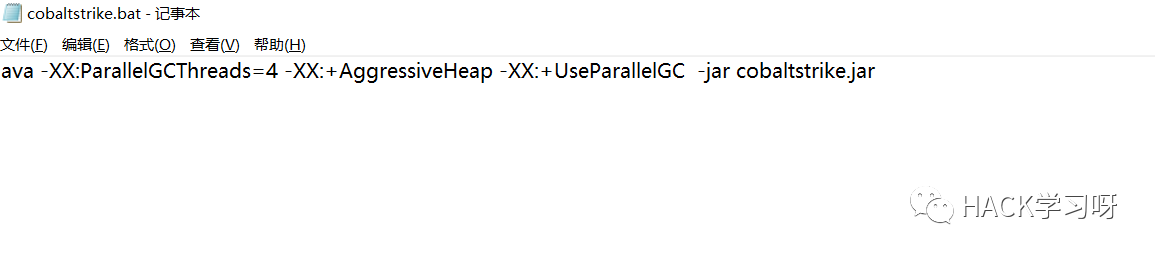 cobaltstrike.bat - 记事本
文件(F) 编辑(E) 格式(O) 查看(V) 帮助(H)
ava -XX:ParallelGCThreads=4 -XX:+AggressiveHeap -XX:+UseParallelGC  -jar cobaltstrike.jar
HACK学习呀